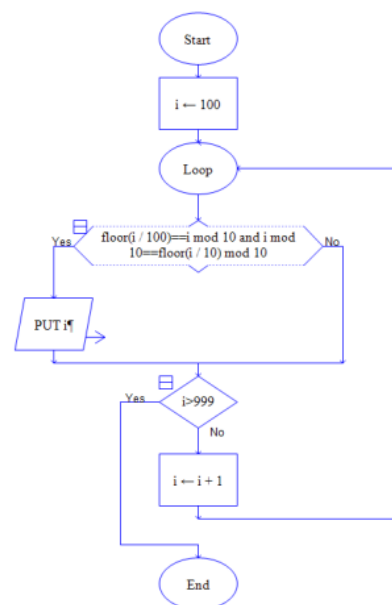 Start
i ← 100
Loop
Yes
floor(i / 100)==i mod 10 and i mod
10==floor(i / 10) mod 10
No
PUT i¶
Yes
i>999
No
i ← i + 1
End